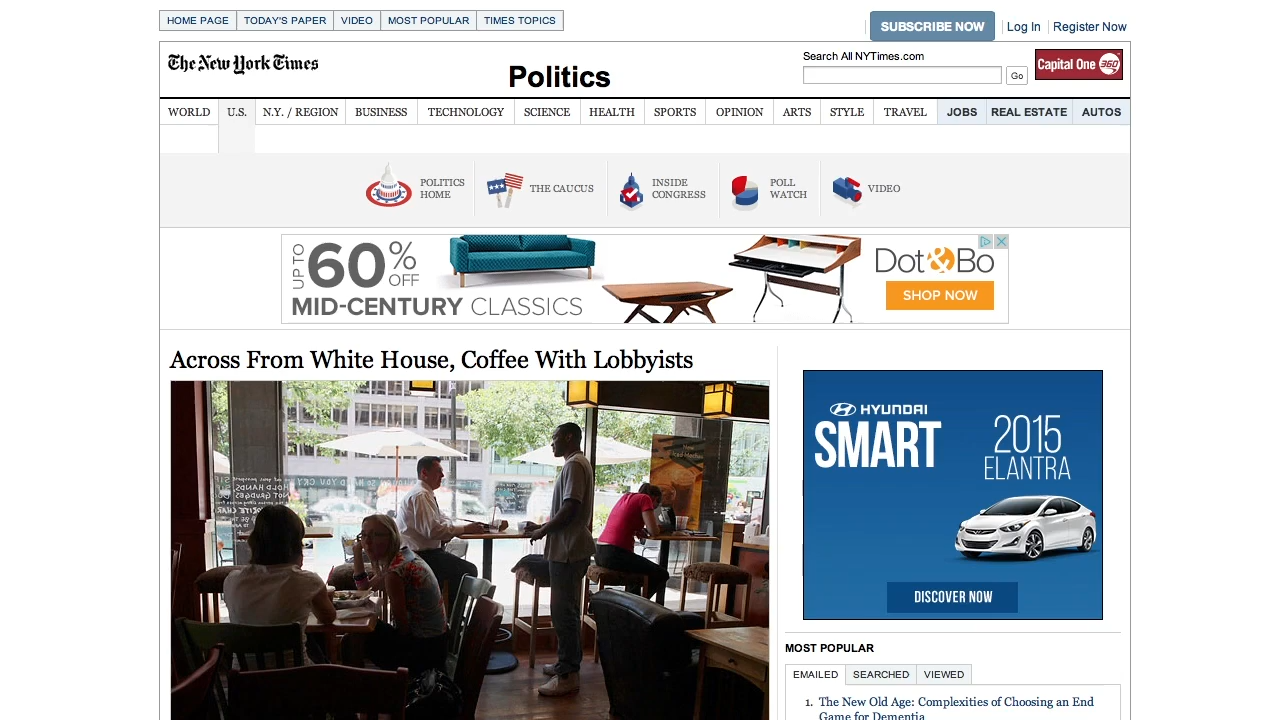 HOME PAGE TODAY'S PAPER VIDEO MOST POPULAR TIMES TOPICS
SUBSCRIBE NOW Log In Register Now
The New York Times
Politics
Search All NYTimes.com
Go
Capital One 360
WORLD U.S. N.Y. / REGION BUSINESS TECHNOLOGY SCIENCE HEALTH SPORTS OPINION ARTS STYLE TRAVEL JOBS REAL ESTATE AUTOS
POLITICS HOME
THE CAUCUS
INSIDE CONGRESS
POLL WATCH
VIDEO
UP TO 60% OFF
MID-CENTURY CLASSICS
Dot&Bo
SHOP NOW
Across From White House, Coffee With Lobbyists
HYUNDAI
SMART
2015
ELANTRA
DISCOVER NOW
MOST POPULAR
EMAILED SEARCHED VIEWED
1. The New Old Age: Complexities of Choosing an End
Game for Dementia